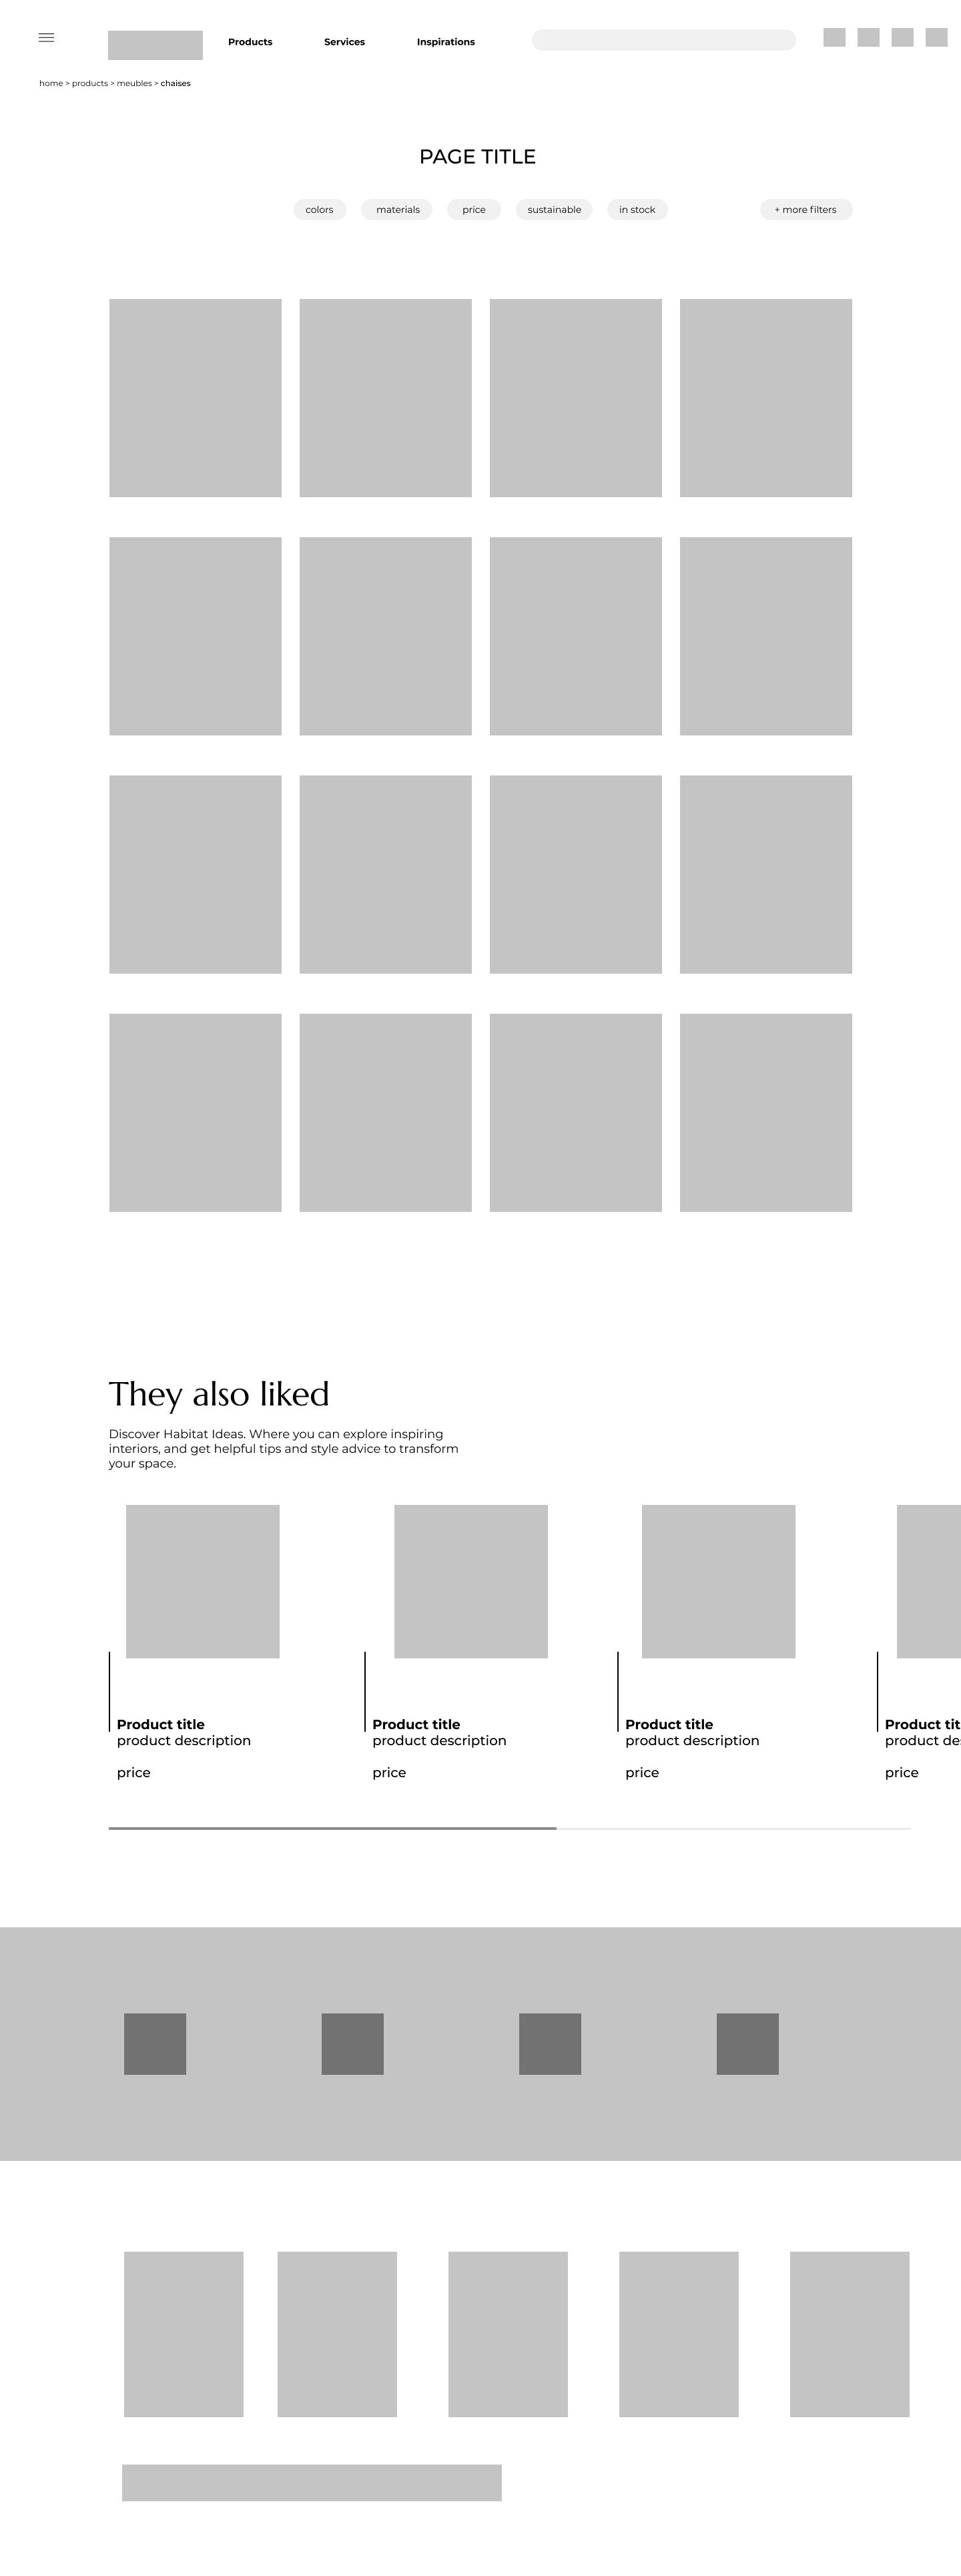 Products Services Inspirations
home > products > meubles > chaises
PAGE TITLE
colors materials price sustainable in stock + more filters
They also liked
Discover Habitat Ideas. Where you can explore inspiring
interiors, and get helpful tips and style advice to transform
your space.
Product title Product title Product title Product tit
product description product description product description product de
price price price price